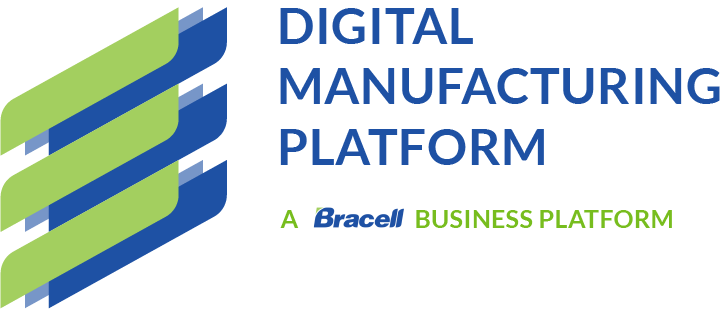 DIGITAL
MANUFACTURING
PLATFORM
A Bracell BUSINESS PLATFORM